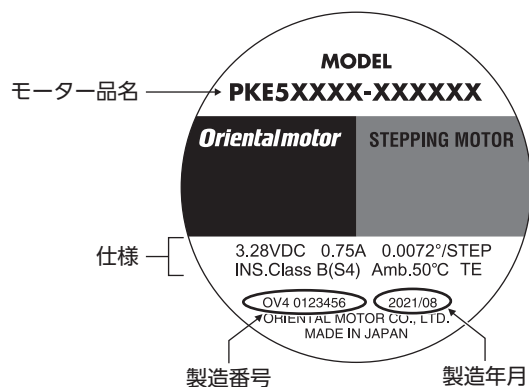 MODEL
モーター品名
PKE5XXXX-XXXXXX
Orientalmotor STEPPING MOTOR
仕様
3.28VDC 0.75A 0.0072°/STEP
INS.Class B(S4) Amb.50℃ TE
OV4 0123456 2021/08
ORIENTAL MOTOR CO., LTD.
MADE IN JAPAN
製造番号 製造年月